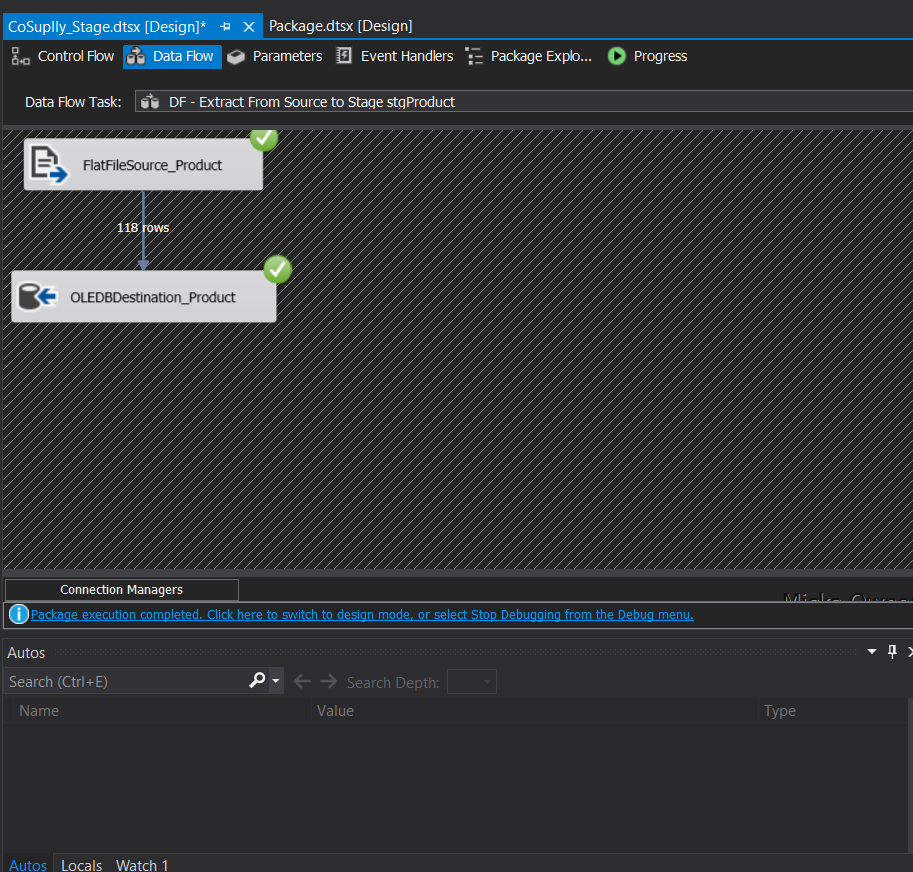 CoSuplly_Stage.dtsx [Design]* Package.dtsx [Design]
Control Flow Data Flow Parameters Event Handlers Package Explo... Progress
Data Flow Task: DF - Extract From Source to Stage stgProduct
FlatFileSource_Product
118 rows
OLEDBDestination_Product
Connection Managers
Package execution completed. Click here to switch to design mode, or select Stop Debugging from the Debug menu.
Autos
Search (Ctrl+E) Search Depth:
Name Value Type
Autos Locals Watch 1